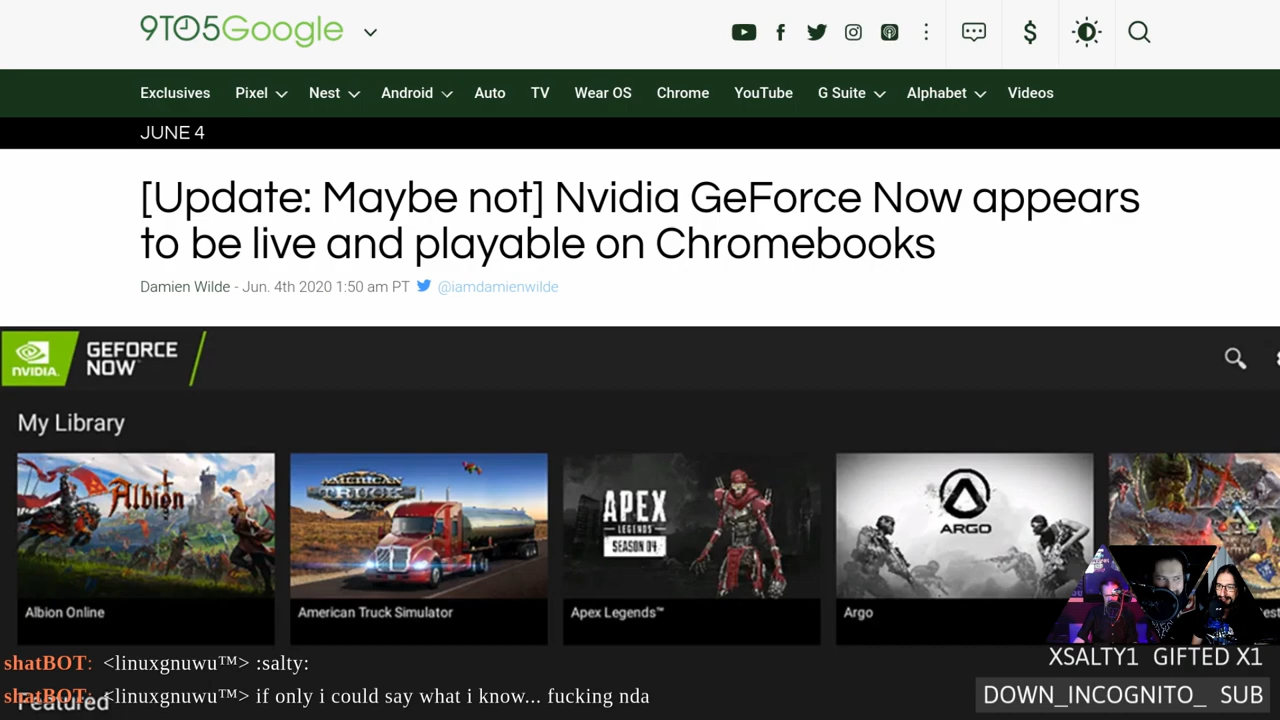 9TO5Google
Exclusives Pixel Nest Android Auto TV Wear OS Chrome YouTube G Suite Alphabet Videos
JUNE 4
[Update: Maybe not] Nvidia GeForce Now appears
to be live and playable on Chromebooks
Damien Wilde - Jun. 4th 2020 1:50 am PT @iamdamienwilde
NVIDIA. GEFORCE
NOW
My Library
Albion
AMERICAN
TRUCK
Simulator
APEX
LEGENDS
SEASON 04
ARGO
Albion Online American Truck Simulator Apex Legends™ Argo
XSALTY1 GIFTED X1
shatBOT: <linuxgnuwu™> :salty:
shatBOT: <linuxgnuwu™> if only i could say what i know... fucking nda
DOWN_INCOGNITO_ SUB
Featured